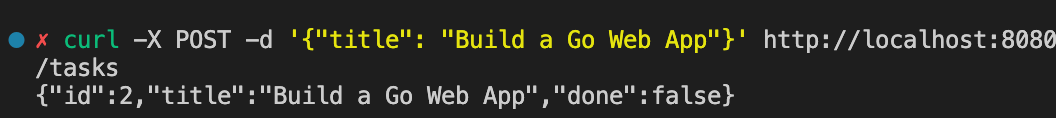 ✗ curl -X POST -d '{"title": "Build a Go Web App"}' http://localhost:8080
/tasks
{"id":2,"title":"Build a Go Web App","done":false}